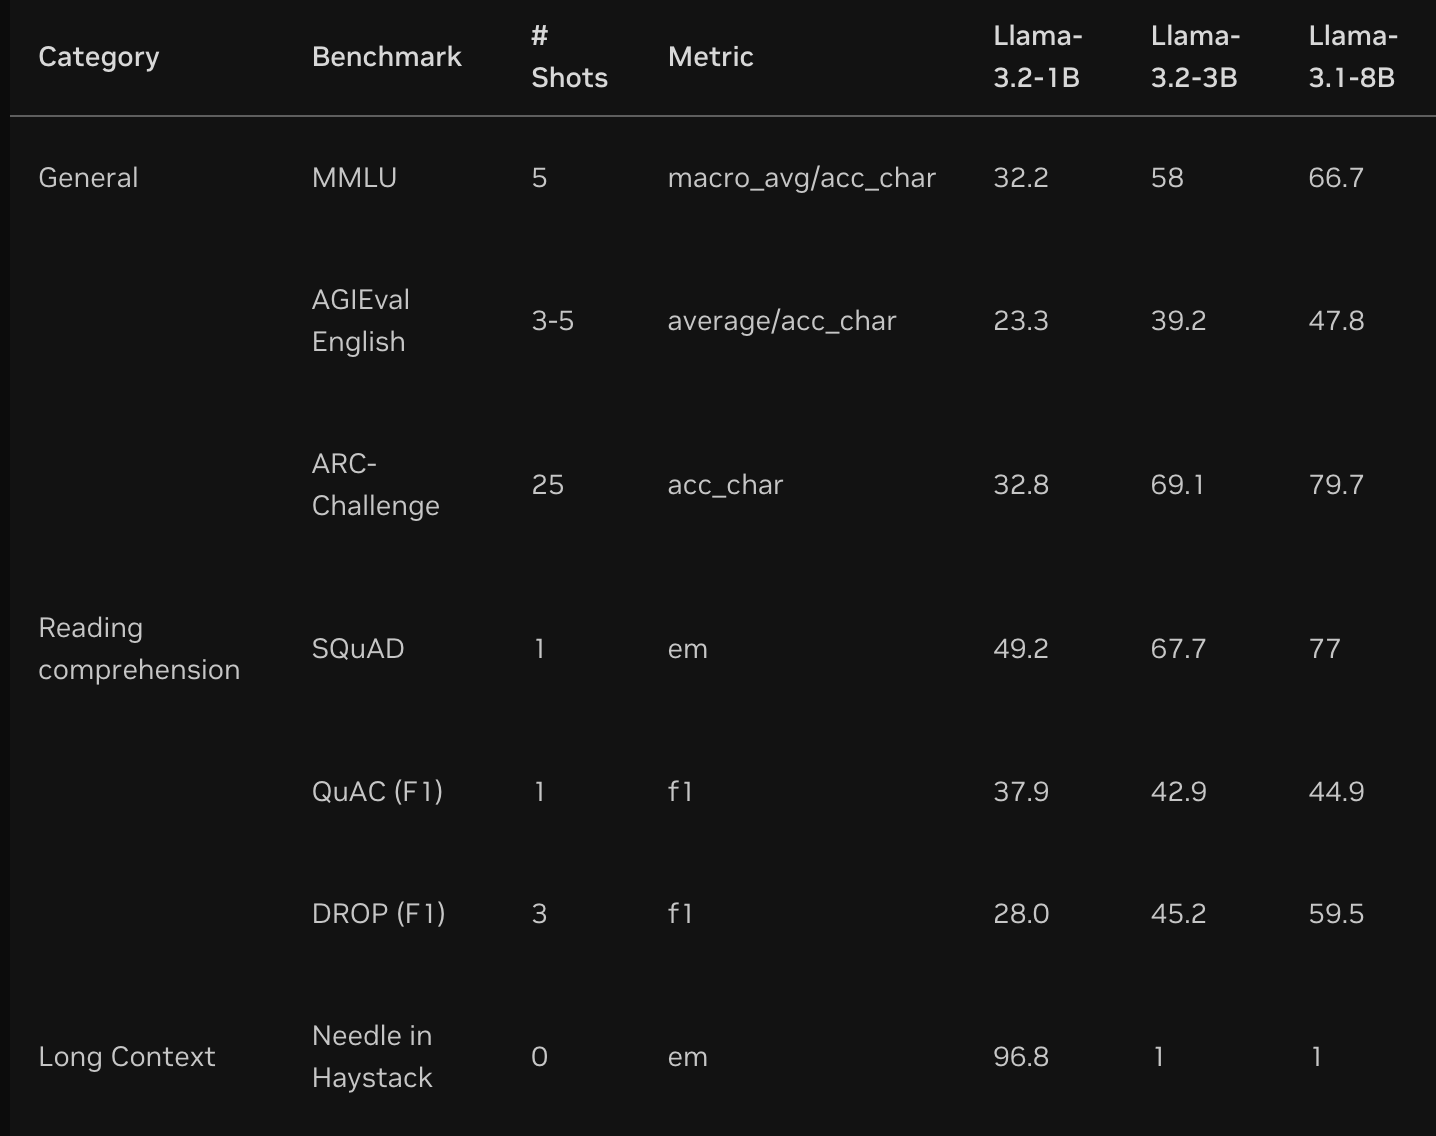 Category Benchmark # Shots Metric Llama-3.2-1B Llama-3.2-3B Llama-3.1-8B
General MMLU 5 macro_avg/acc_char 32.2 58 66.7
AGIEval English 3-5 average/acc_char 23.3 39.2 47.8
ARC-Challenge 25 acc_char 32.8 69.1 79.7
Reading comprehension SQuAD 1 em 49.2 67.7 77
QuAC (F1) 1 f1 37.9 42.9 44.9
DROP (F1) 3 f1 28.0 45.2 59.5
Long Context Needle in Haystack 0 em 96.8 1 1